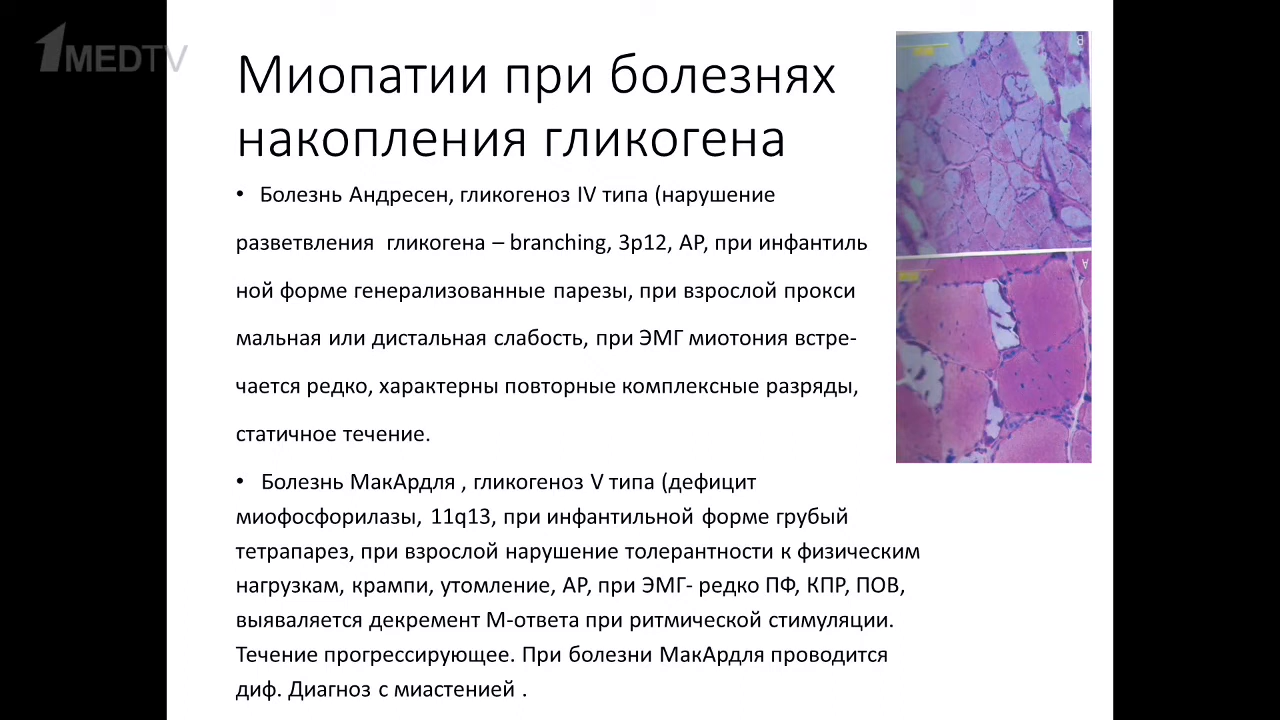 1MEDTV
Миопатии при болезнях
накопления гликогена
• Болезнь Андресен, гликогеноз IV типа (нарушение
разветвления гликогена – branching, 3p12, АР, при инфантиль
ной форме генерализованные парезы, при взрослой прокси
мальная или дистальная слабость, при ЭМГ миотония встре-
чается редко, характерны повторные комплексные разряды,
статичное течение.
• Болезнь МакАрдля , гликогеноз V типа (дефицит
миофосфорилазы, 11q13, при инфантильной форме грубый
тетрапарез, при взрослой нарушение толерантности к физическим
нагрузкам, крампи, утомление, АР, при ЭМГ- редко ПФ, КПР, ПОВ,
выяваляется декремент М-ответа при ритмической стимуляции.
Течение прогрессирующее. При болезни МакАрдля проводится
диф. Диагноз с миастенией .
B
A